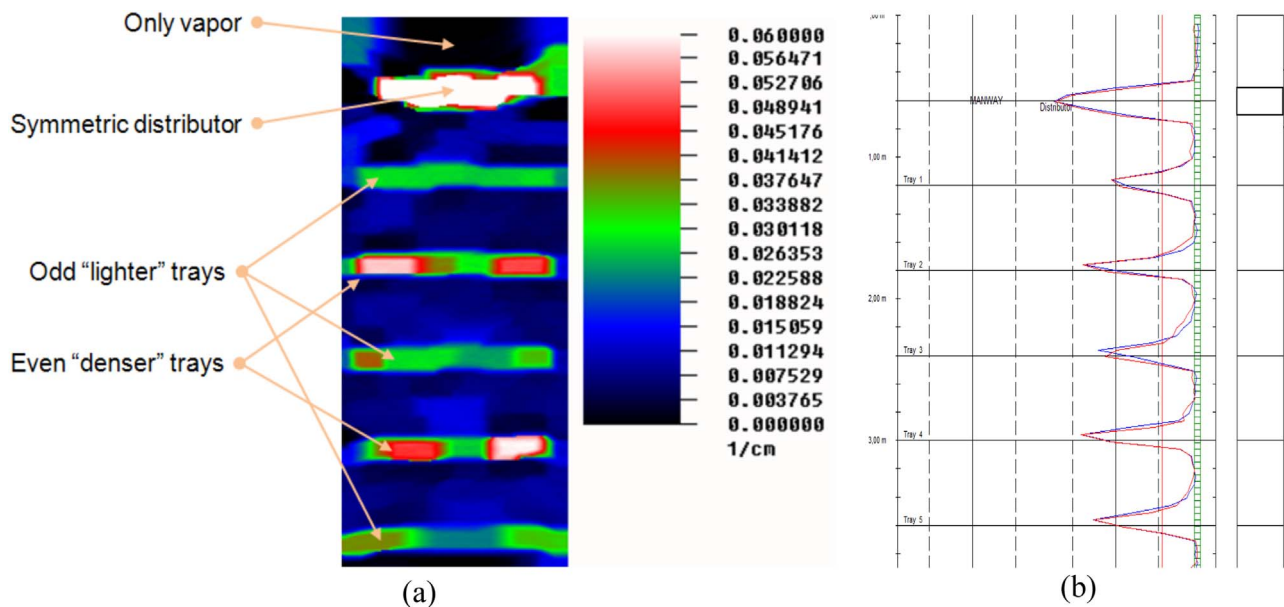 Only vapor
Symmetric distributor
Odd “lighter” trays
Even “denser” trays
0.060000
0.056471
0.052706
0.048941
0.045176
0.041412
0.037647
0.033882
0.030118
0.026353
0.022588
0.018824
0.015059
0.011294
0.007529
0.003765
0.000000
1/cm
(a)
,00 m
MANWAY
Distributor
1,00 m
Tray 1
Tray 2
2,00 m
Tray 3
Tray 4
3,00 m
Tray 5
(b)